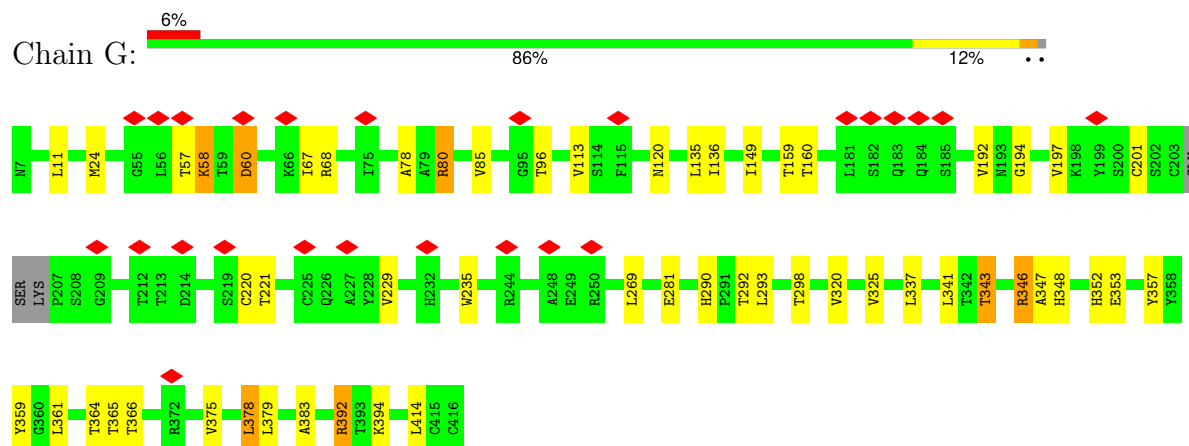 6%
Chain G:
86% 12% • •
N7 L11 M24 G55 L56 T57 K58 T59 D60 K66 I67 R68 I75 A78 A79 R80 V85 G95 T96 V113 S114 F115 N120 L135 I136 I149 T159 T160 L181 S182 Q183 Q184 S185 V192 N193 G194 V197 K198 Y199 S200 C201 S202 C203
SER LYS P207 S208 G209 T212 T213 D214 S219 C220 T221 C225 Q226 A227 Y228 V229 H232 W235 R244 A248 E249 R250 L269 E281 H290 P291 T292 L293 T298 V320 V325 L337 L341 T342 T343 R346 A347 H348 H352 E353 Y357 Y358
Y359 G360 L361 T364 T365 T366 R372 V375 L378 L379 A383 R392 T393 K394 L414 C415 C416